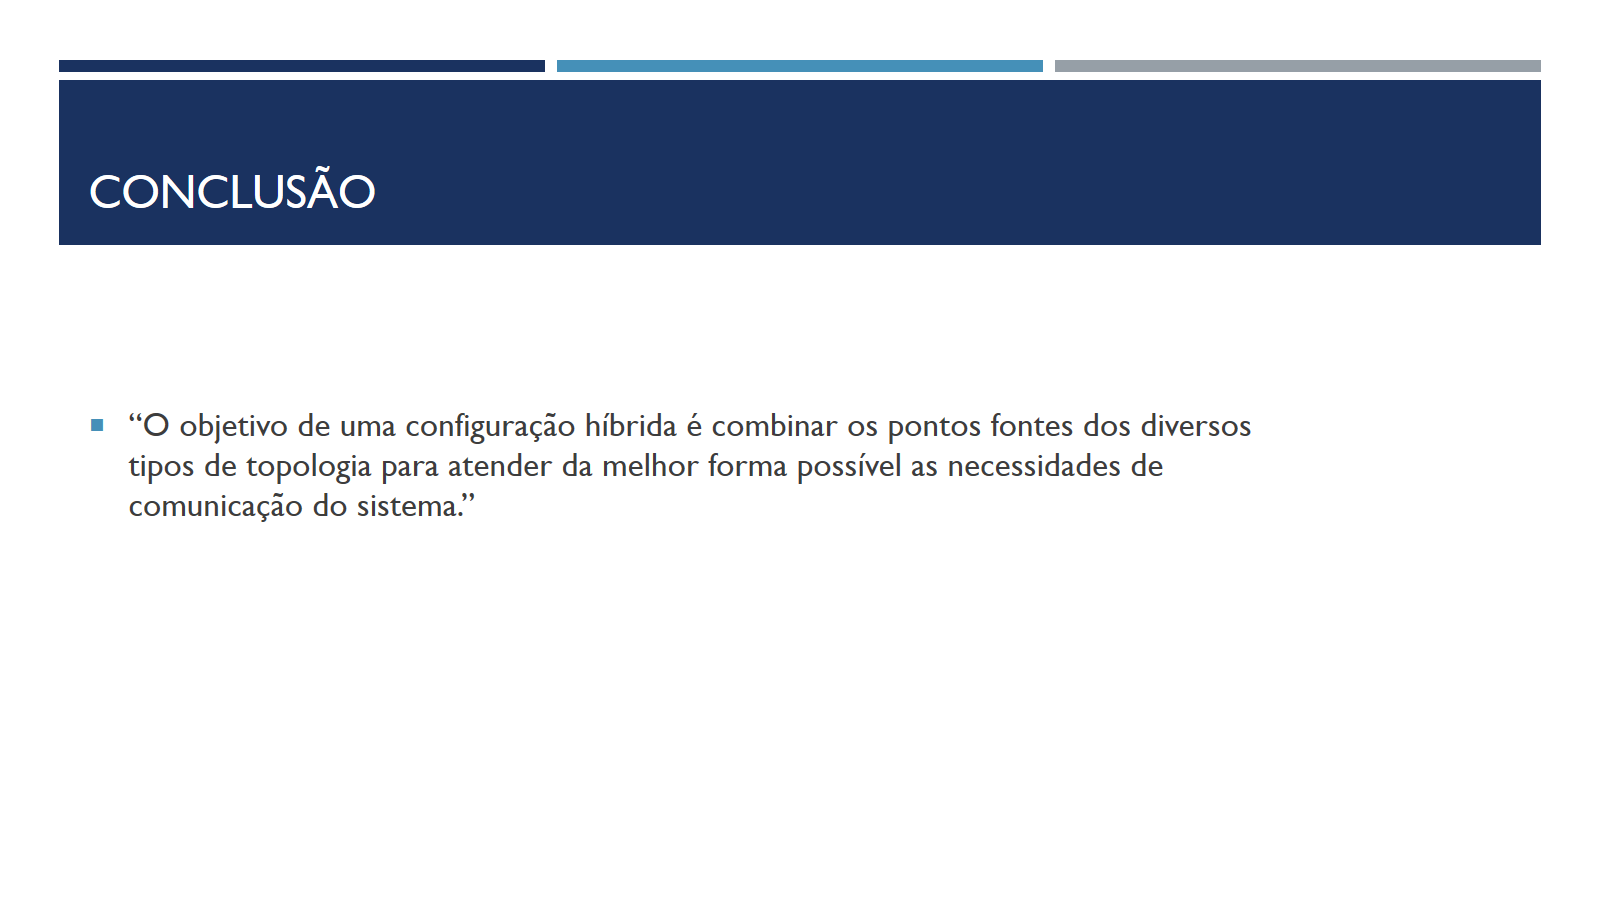 CONCLUSÃO
“O objetivo de uma configuração híbrida é combinar os pontos fontes dos diversos
tipos de topologia para atender da melhor forma possível as necessidades de
comunicação do sistema.”